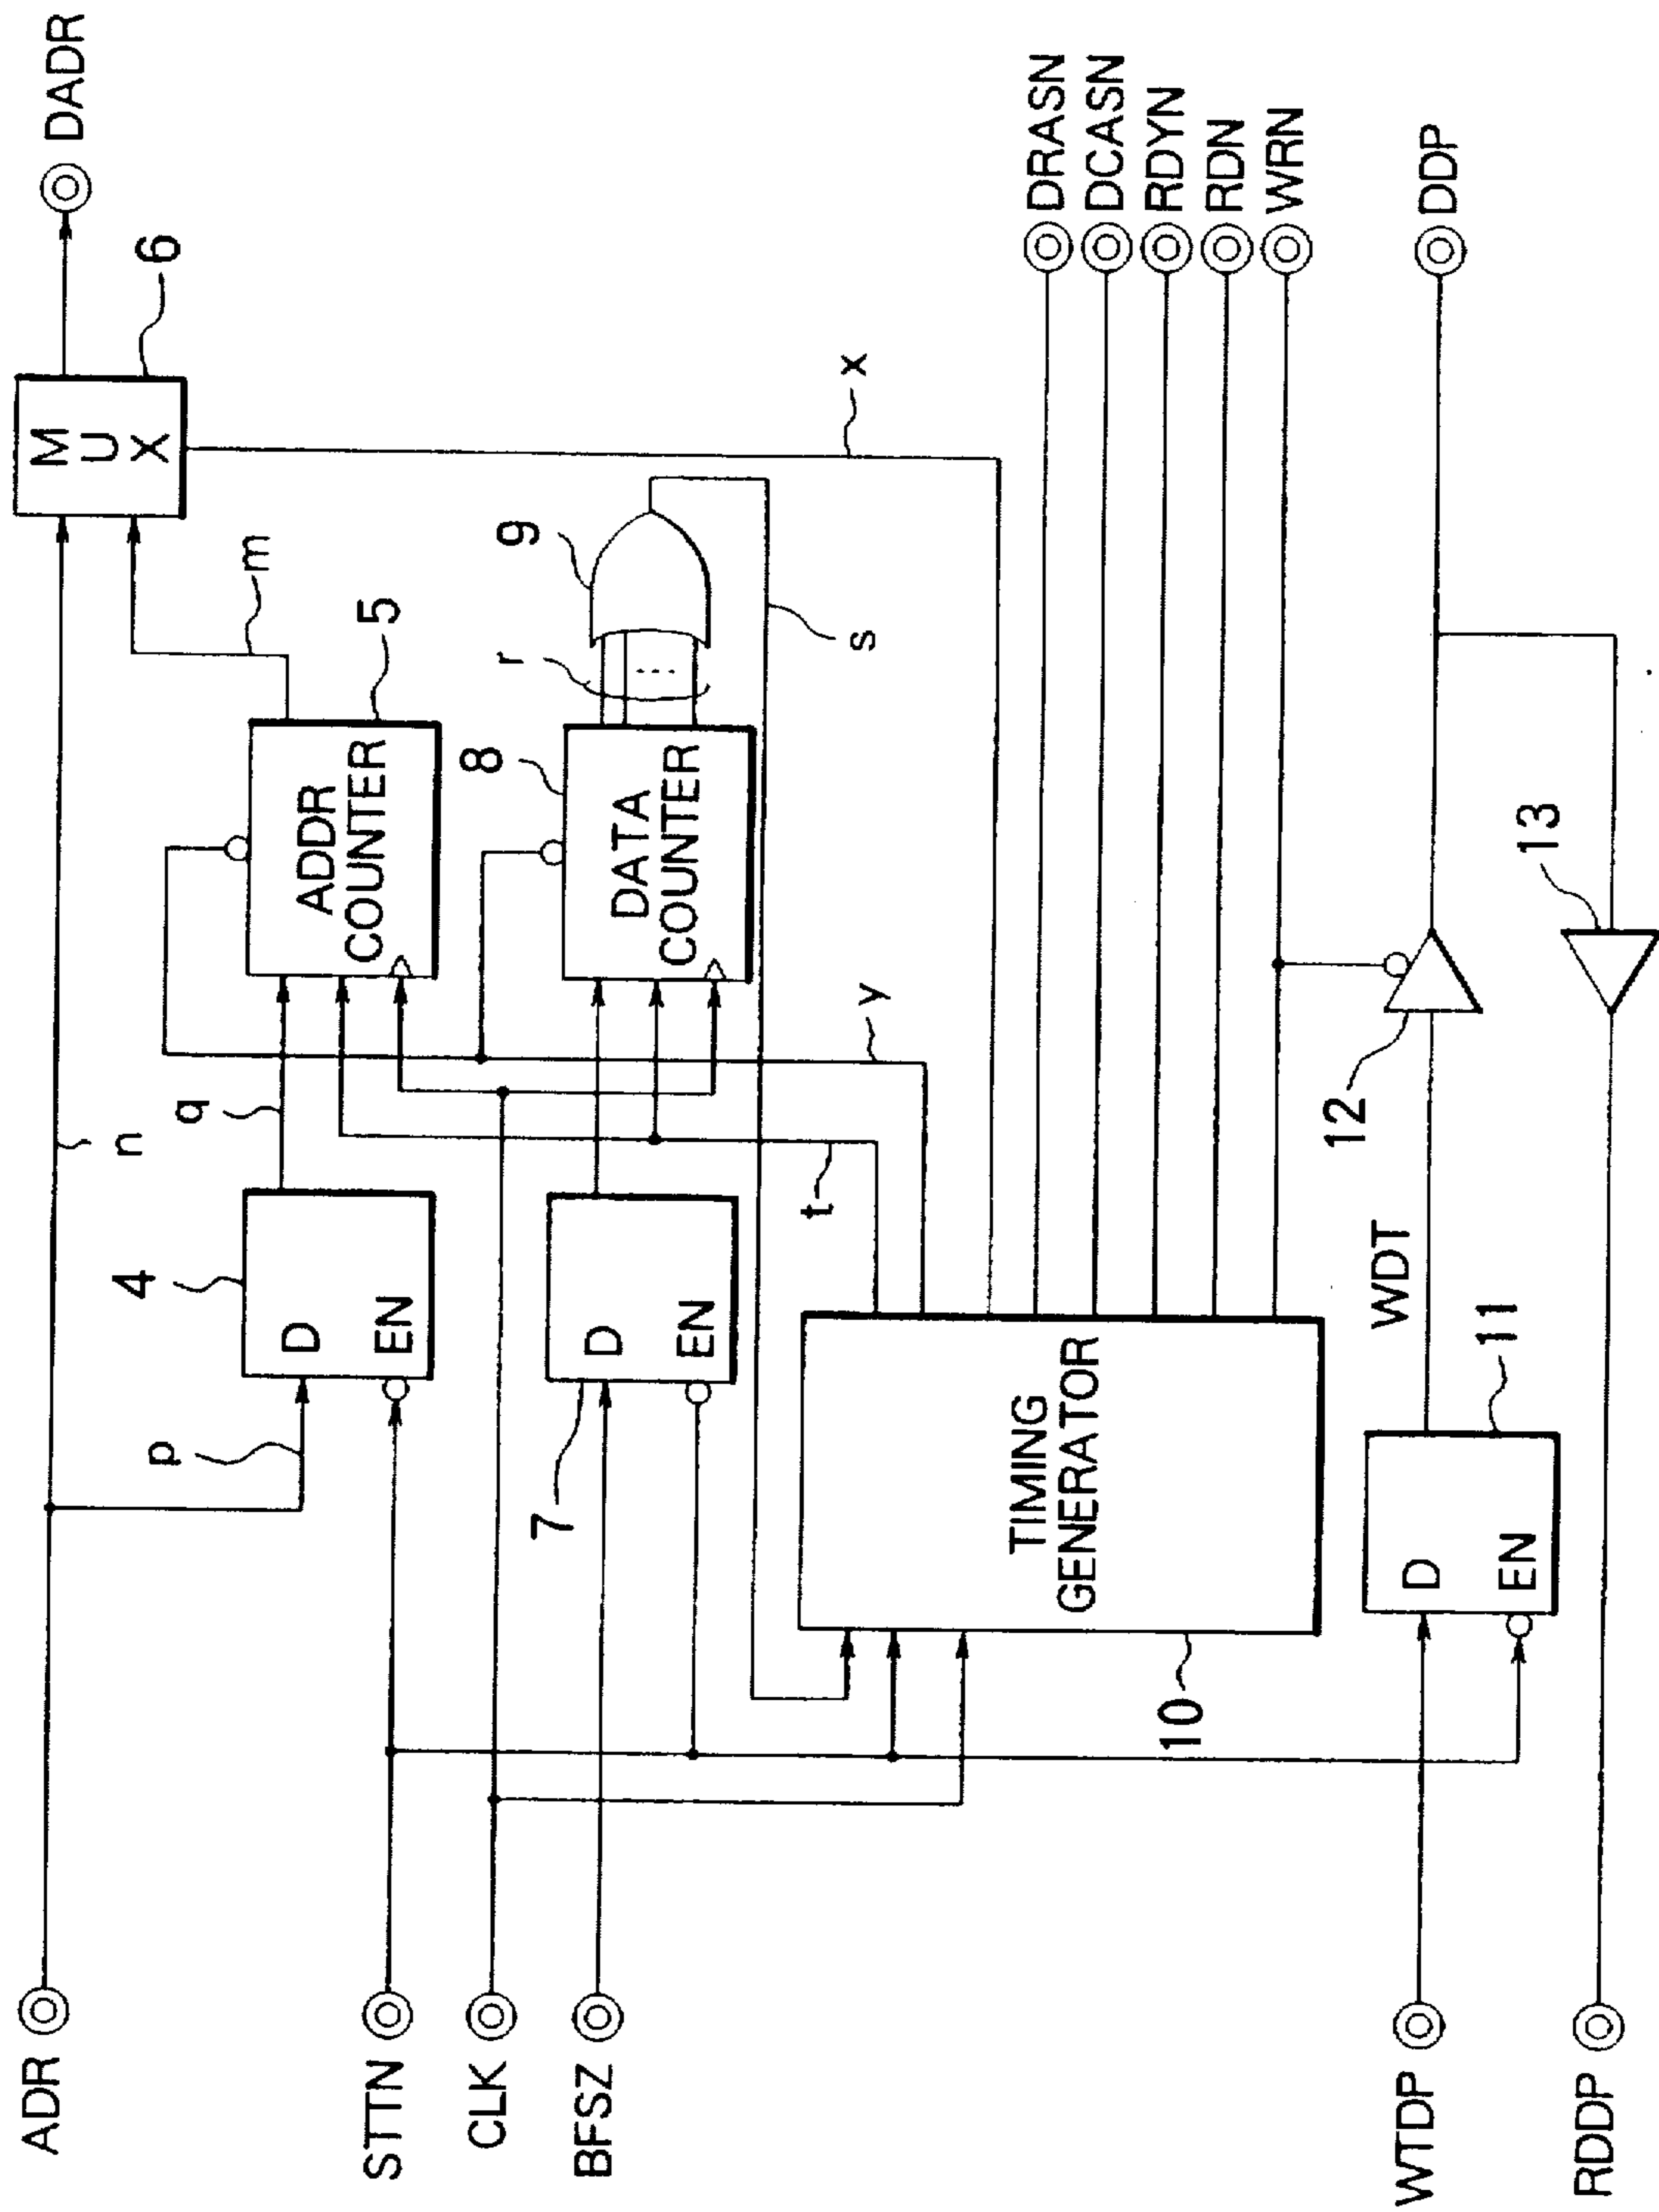 ADR
n
DADR
MUX
6
p
4
D
EN
q
ADDR
COUNTER
5
m
STTN
CLK
BFSZ
7
D
EN
8
DATA
COUNTER
r
9
s
t
y
x
TIMING
GENERATOR
10
DRASN
DCASN
RDYN
RDN
WRN
WTDP
D
EN
11
WDT
12
DDP
RDDP
13